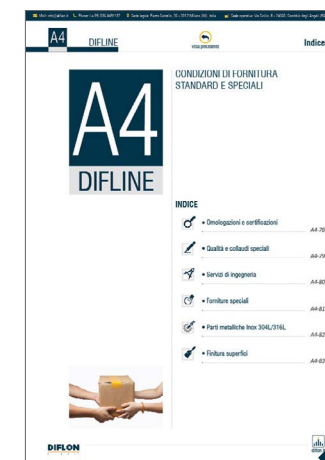 A4
DIFLINE
Indice
CONDIZIONI DI FORNITURA
STANDARD E SPECIALI
A4
DIFLINE
INDICE
• Omologazioni e certificazioni
A4-78
• Qualità e collaudi speciali
A4-79
• Servizi di ingegneria
A4-80
• Forniture speciali
A4-81
• Parti metalliche Inox 304L/316L
A4-82
• Finitura superfici
A4-83
DIFLON